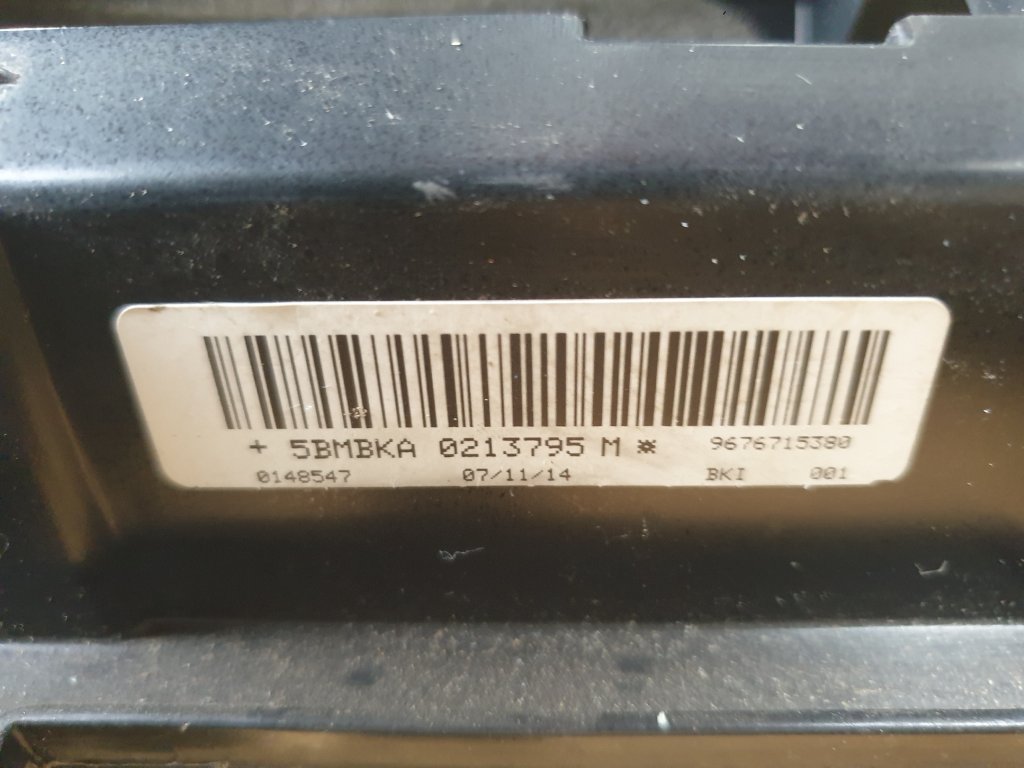 + 5BMBKA 0213795 M ⋇ 9676715380
0148547 07/11/14 BKI 001